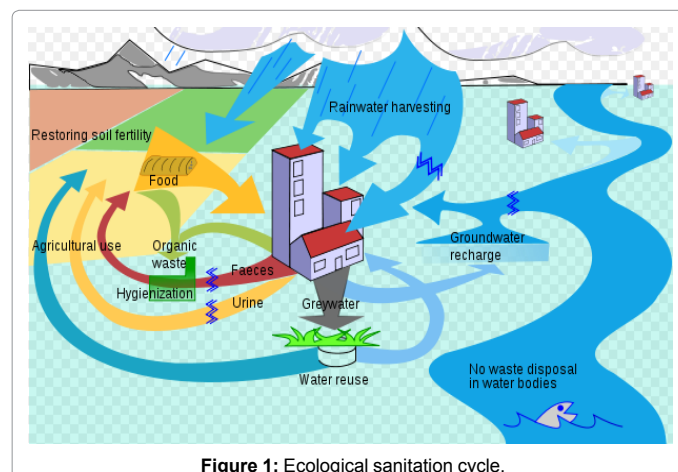 Rainwater harvesting
Restoring soil fertility
Food
Agricultural use
Organic
waste
Groundwater
recharge
Faeces
Hygienization
Urine
Greywater
Water reuse
No waste disposal
in water bodies
Figure 1: Ecological sanitation cycle.